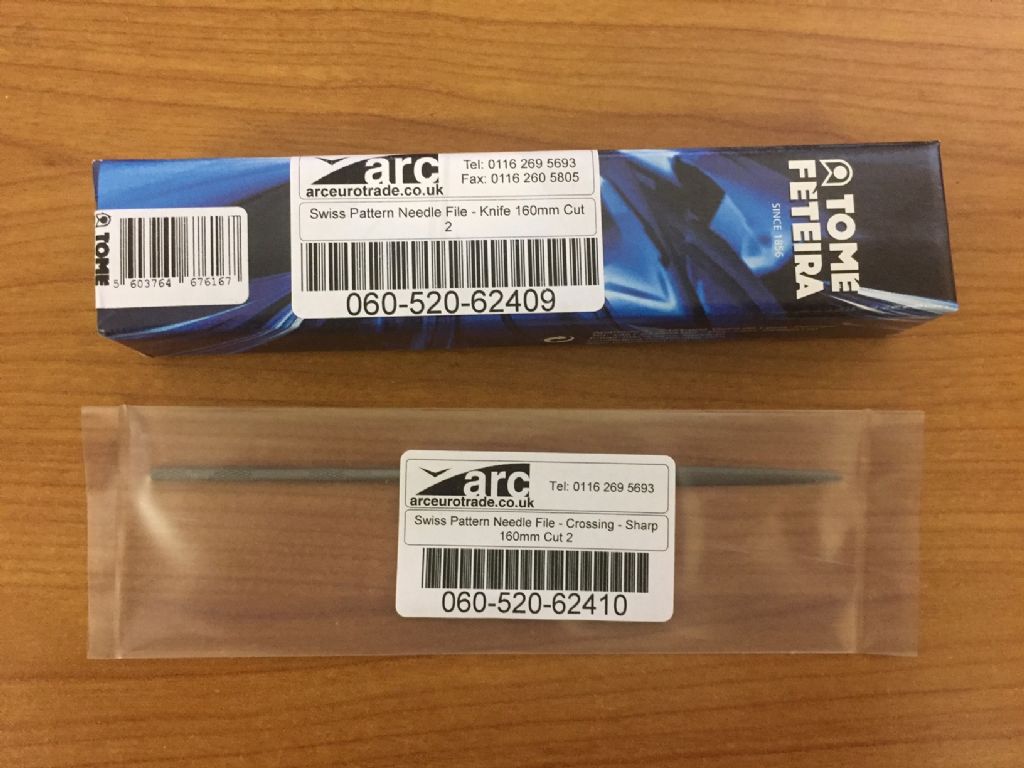 arc
arceurotrade.co.uk
Tel: 0116 269 5693
Fax: 0116 260 5805
Swiss Pattern Needle File - Knife 160mm Cut
2
060-520-62409
TOME
5 603764 676167
TOME
FETEIRA
SINCE 1856
arc
arceurotrade.co.uk
Tel: 0116 269 5693
Swiss Pattern Needle File - Crossing - Sharp
160mm Cut 2
060-520-62410